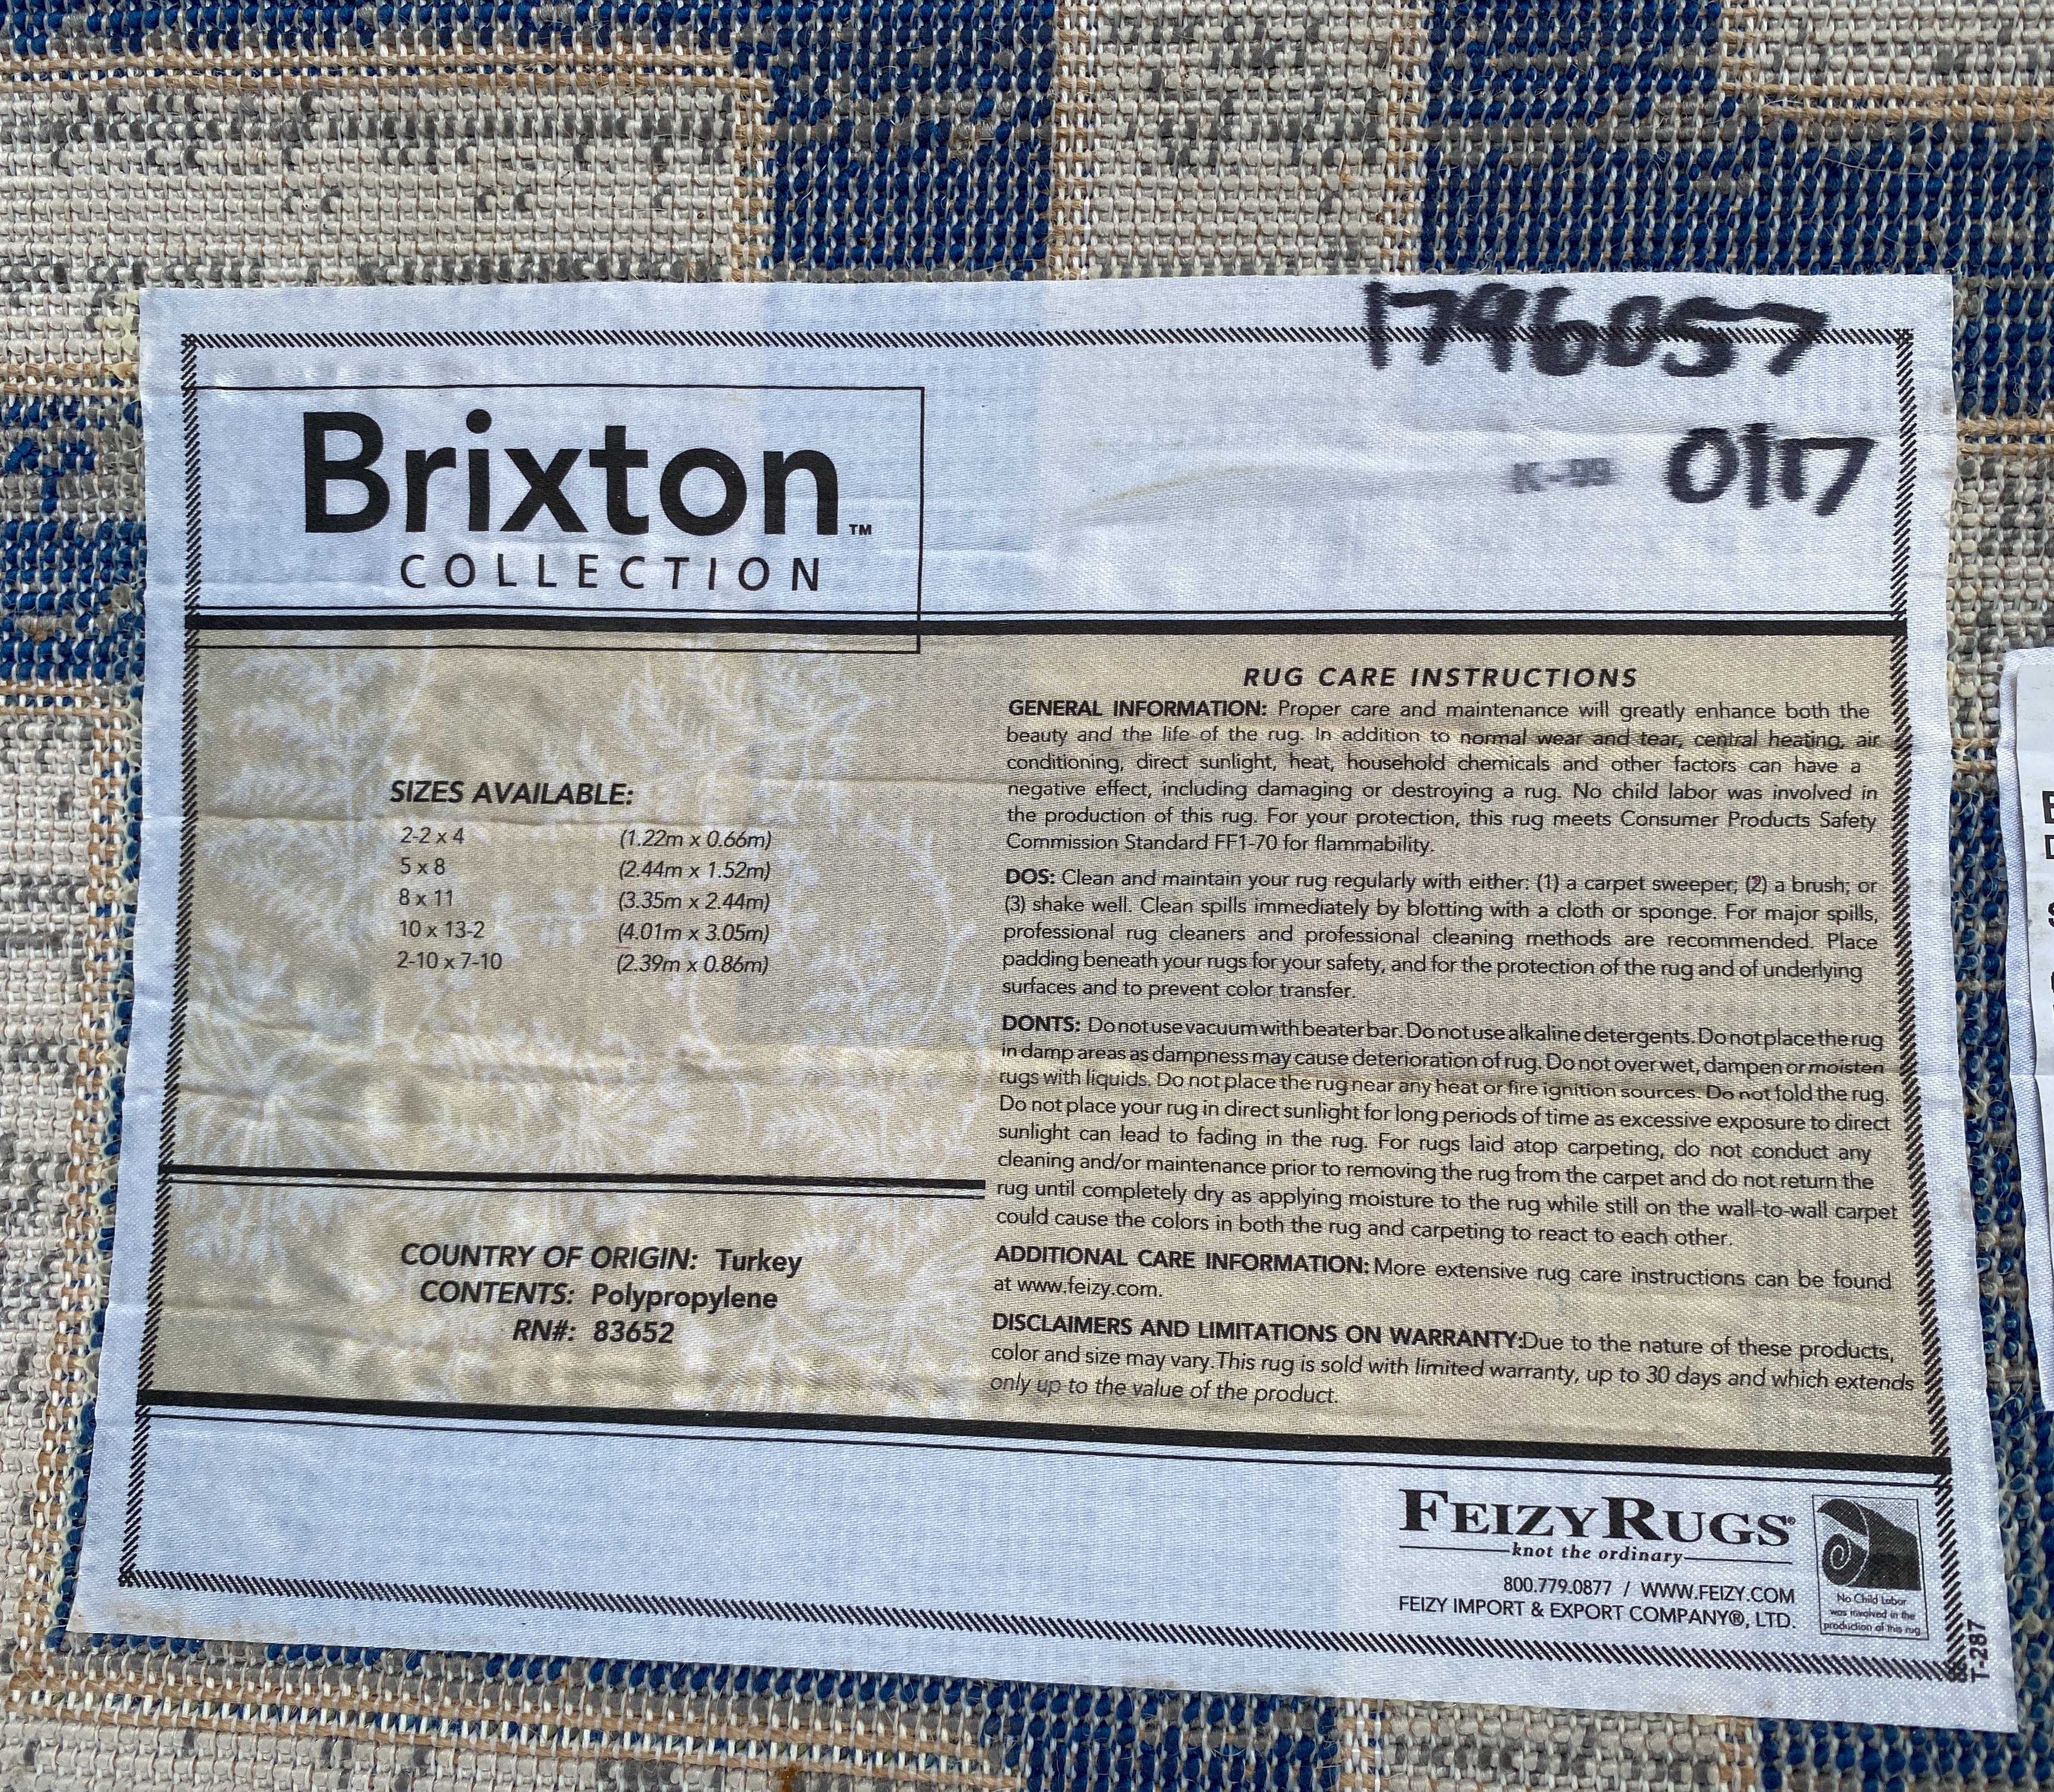 1796057
K-99 0117
Brixton™
COLLECTION
SIZES AVAILABLE:
2-2 x 4 (1.22m x 0.66m)
5 x 8 (2.44m x 1.52m)
8 x 11 (3.35m x 2.44m)
10 x 13-2 (4.01m x 3.05m)
2-10 x 7-10 (2.39m x 0.86m)
COUNTRY OF ORIGIN: Turkey
CONTENTS: Polypropylene
RN#: 83652
RUG CARE INSTRUCTIONS
GENERAL INFORMATION: Proper care and maintenance will greatly enhance both the
beauty and the life of the rug. In addition to normal wear and tear, central heating, air
conditioning, direct sunlight, heat, household chemicals and other factors can have a
negative effect, including damaging or destroying a rug. No child labor was involved in
the production of this rug. For your protection, this rug meets Consumer Products Safety
Commission Standard FF1-70 for flammability.
DOS: Clean and maintain your rug regularly with either: (1) a carpet sweeper; (2) a brush; or
(3) shake well. Clean spills immediately by blotting with a cloth or sponge. For major spills,
professional rug cleaners and professional cleaning methods are recommended. Place
padding beneath your rugs for your safety, and for the protection of the rug and of underlying
surfaces and to prevent color transfer.
DONTS: Do not use vacuum with beater bar. Do not use alkaline detergents. Do not place the rug
in damp areas as dampness may cause deterioration of rug. Do not over wet, dampen or moisten
rugs with liquids. Do not place the rug near any heat or fire ignition sources. Do not fold the rug.
Do not place your rug in direct sunlight for long periods of time as excessive exposure to direct
sunlight can lead to fading in the rug. For rugs laid atop carpeting, do not conduct any
cleaning and/or maintenance prior to removing the rug from the carpet and do not return the
rug until completely dry as applying moisture to the rug while still on the wall-to-wall carpet
could cause the colors in both the rug and carpeting to react to each other.
ADDITIONAL CARE INFORMATION: More extensive rug care instructions can be found
at www.feizy.com.
DISCLAIMERS AND LIMITATIONS ON WARRANTY:Due to the nature of these products,
color and size may vary.This rug is sold with limited warranty, up to 30 days and which extends
only up to the value of the product.
FEIZY RUGS®
knot the ordinary
800.779.0877 / WWW.FEIZY.COM
FEIZY IMPORT & EXPORT COMPANY®, LTD.
No Child Labor
was involved in the
production of this rug
T-287